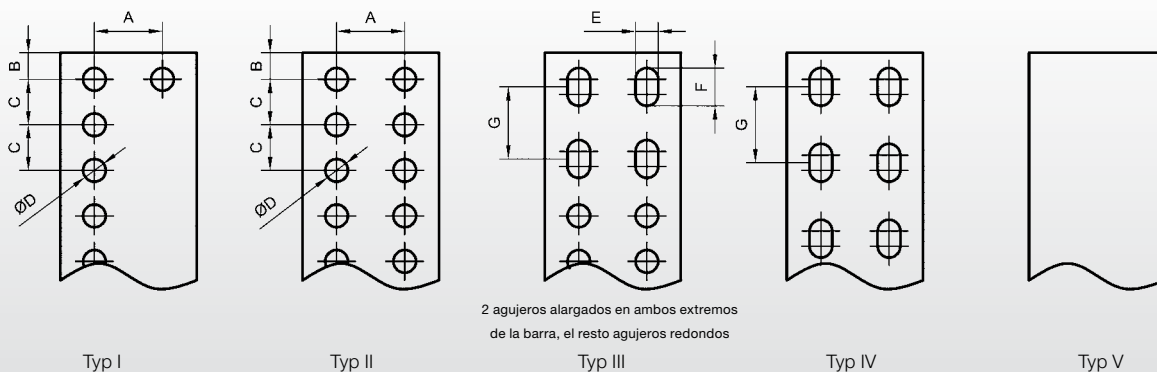 A
B
C
C
ØD
A
B
C
C
ØD
E
F
G
G
2 agujeros alargados en ambos extremos
de la barra, el resto agujeros redondos
Typ I
Typ II
Typ III
Typ IV
Typ V